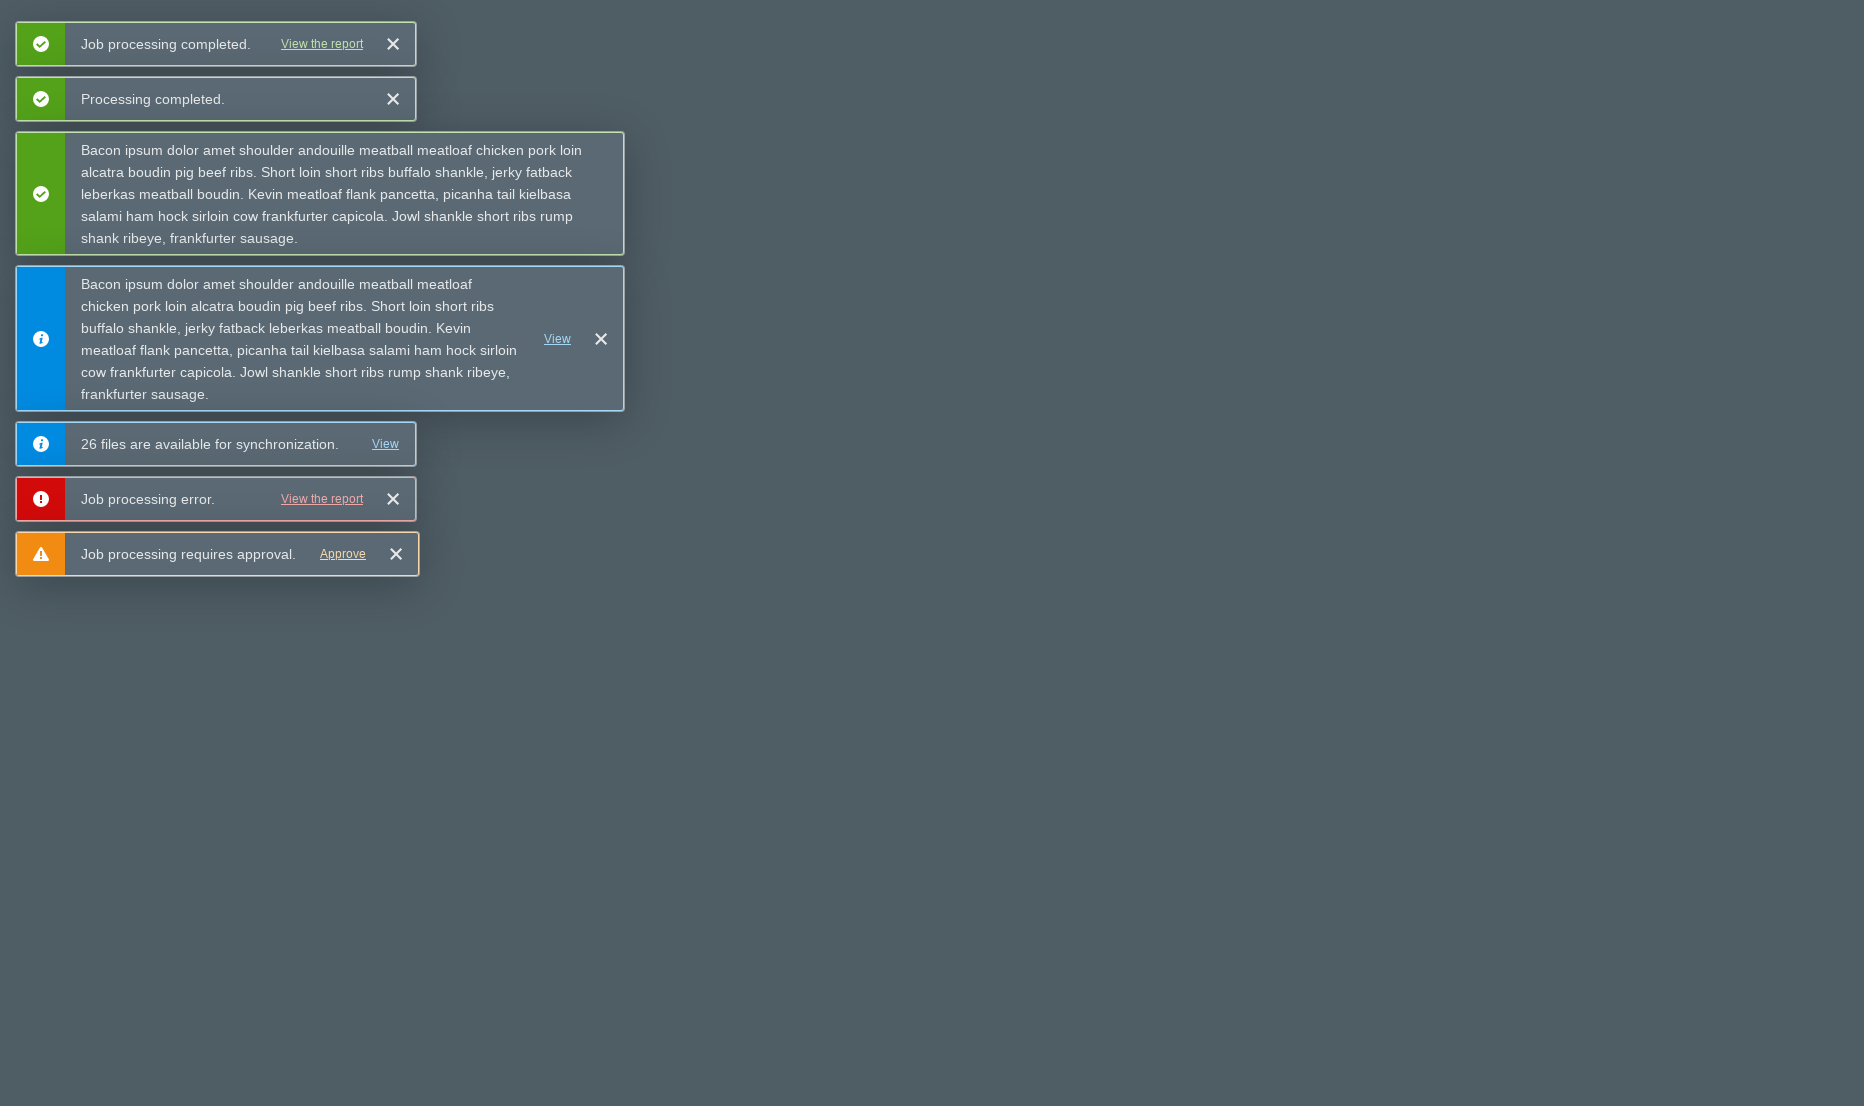 Job processing completed. View the report
Processing completed.
Bacon ipsum dolor amet shoulder andouille meatball meatloaf chicken pork loin
alcatra boudin pig beef ribs. Short loin short ribs buffalo shankle, jerky fatback
leberkas meatball boudin. Kevin meatloaf flank pancetta, picanha tail kielbasa
salami ham hock sirloin cow frankfurter capicola. Jowl shankle short ribs rump
shank ribeye, frankfurter sausage.
Bacon ipsum dolor amet shoulder andouille meatball meatloaf
chicken pork loin alcatra boudin pig beef ribs. Short loin short ribs
buffalo shankle, jerky fatback leberkas meatball boudin. Kevin
meatloaf flank pancetta, picanha tail kielbasa salami ham hock sirloin
cow frankfurter capicola. Jowl shankle short ribs rump shank ribeye,
frankfurter sausage.
View
26 files are available for synchronization. View
Job processing error. View the report
Job processing requires approval. Approve